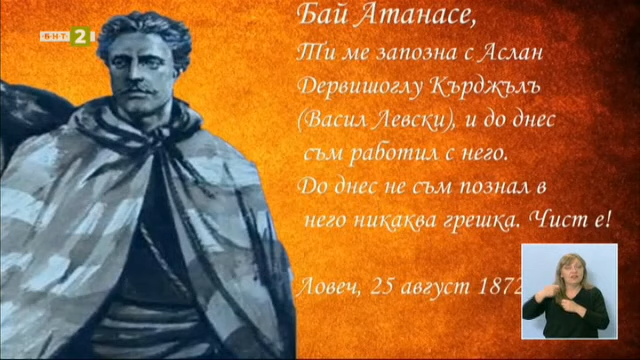 БНТ 2
Бай Атанасе,
Ти ме запозна с Аслан
Дервишоглу Кърджълъ
(Васил Левски), и до днес
съм работил с него.
До днес не съм познал в
него никаква грешка. Чист е!
Ловеч, 25 август 1872